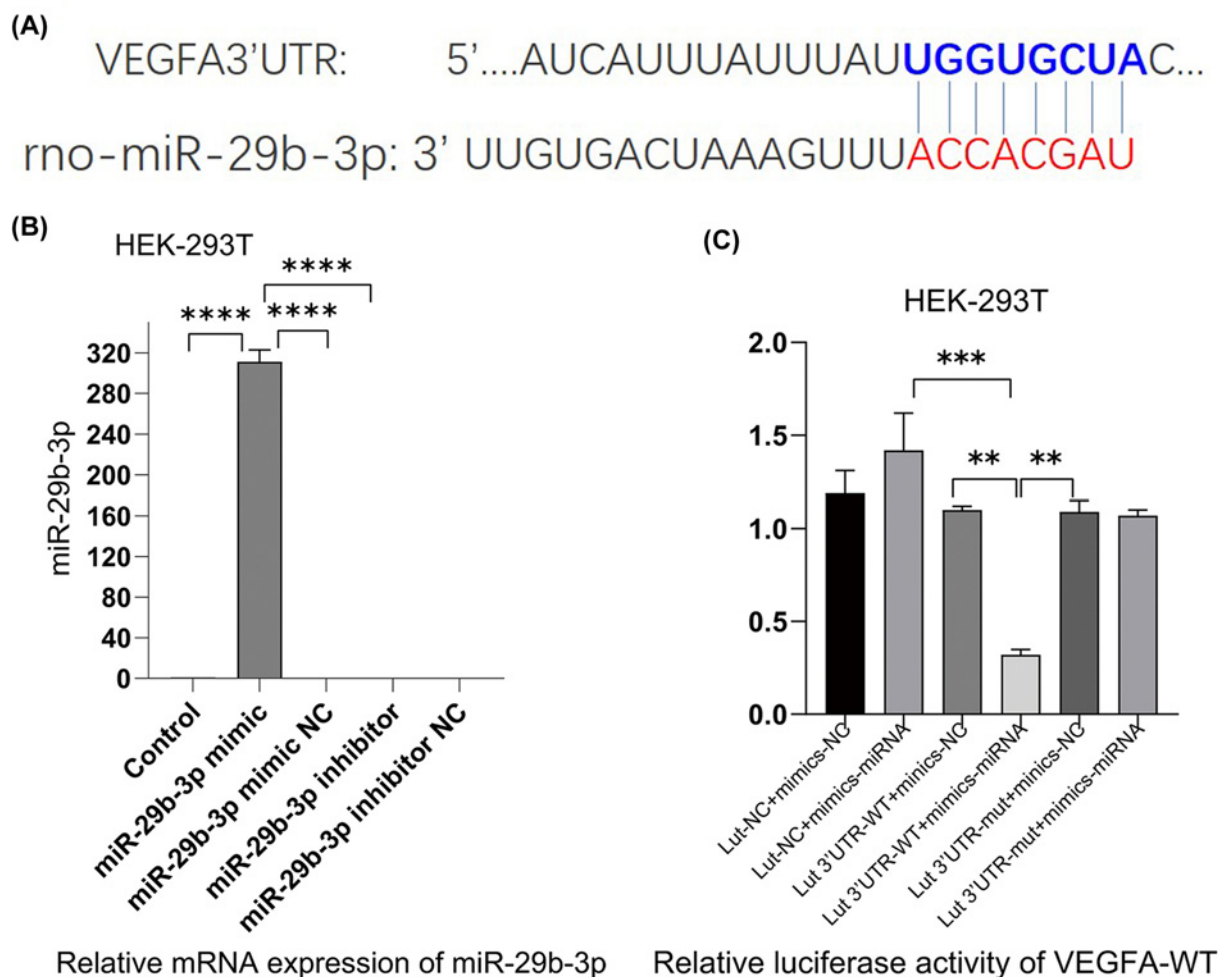 (A)
VEGFA3’UTR: 5’....AUCAUUUAUUUAUUGGUGCUAC...
rno-miR-29b-3p: 3’ UUGUGACUAAAGUUUACCACGAU
(B)
HEK-293T
****
**** ****
miR-29b-3p
320
280
240
200
160
120
80
40
0
Control
miR-29b-3p mimic
miR-29b-3p mimic NC
miR-29b-3p inhibitor
miR-29b-3p inhibitor NC
Relative mRNA expression of miR-29b-3p
(C)
HEK-293T
***
** **
2.0
1.5
1.0
0.5
0.0
Lut-NC+mimics-NC
Lut-NC+mimics-miRNA
Lut 3’UTR-WT+minics-NC
Lut 3’UTR-WT+mimics-miRNA
Lut 3’UTR-mut+minics-NC
Lut 3’UTR-mut+mimics-miRNA
Relative luciferase activity of VEGFA-WT